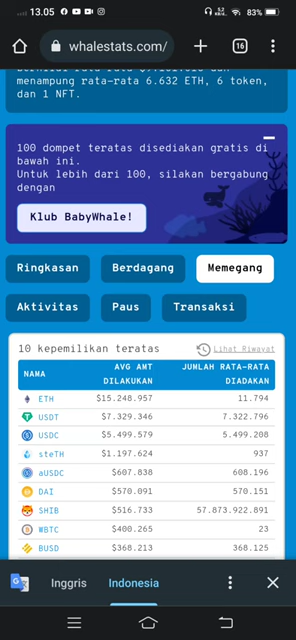 13.05
5,2 KB/d..
83%
whalestats.com/
16
menampung rata-rata 6.632 ETH, 6 token,
dan 1 NFT.
100 dompet teratas disediakan gratis di
bawah ini.
Untuk lebih dari 100, silakan bergabung
dengan
Klub BabyWhale!
Ringkasan Berdagang Memegang
Aktivitas Paus Transaksi
10 kepemilikan teratas Lihat Riwayat
NAMA AVG AMT DILAKUKAN JUMLAH RATA-RATA DIADAKAN
ETH $15.248.957 11.794
USDT $7.329.346 7.322.796
USDC $5.499.579 5.499.208
steTH $1.197.624 937
aUSDC $607.838 608.196
DAI $570.091 570.151
SHIB $516.733 57.873.922.891
WBTC $400.265 23
BUSD $368.213 368.125
Inggris Indonesia